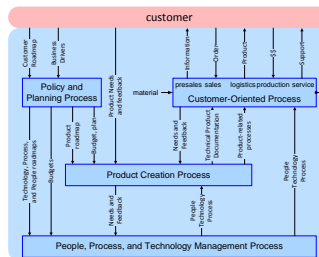 customer
Customer
Roadmap
Business
Drivers
Product Needs
and feedback
Information
Order
Product
$$
Support
material
presales sales logistics production service
Customer-Oriented Process
Policy and
Planning Process
Technology, Process,
and People roadmaps
Budgets
Product
roadmap
Budget, plan
Needs and
Feedback
Technical Product
Documentation
Product-related
processes
People
Technology
Process
Product Creation Process
Needs and
Feedback
People
Technology
Process
People, Process, and Technology Management Process